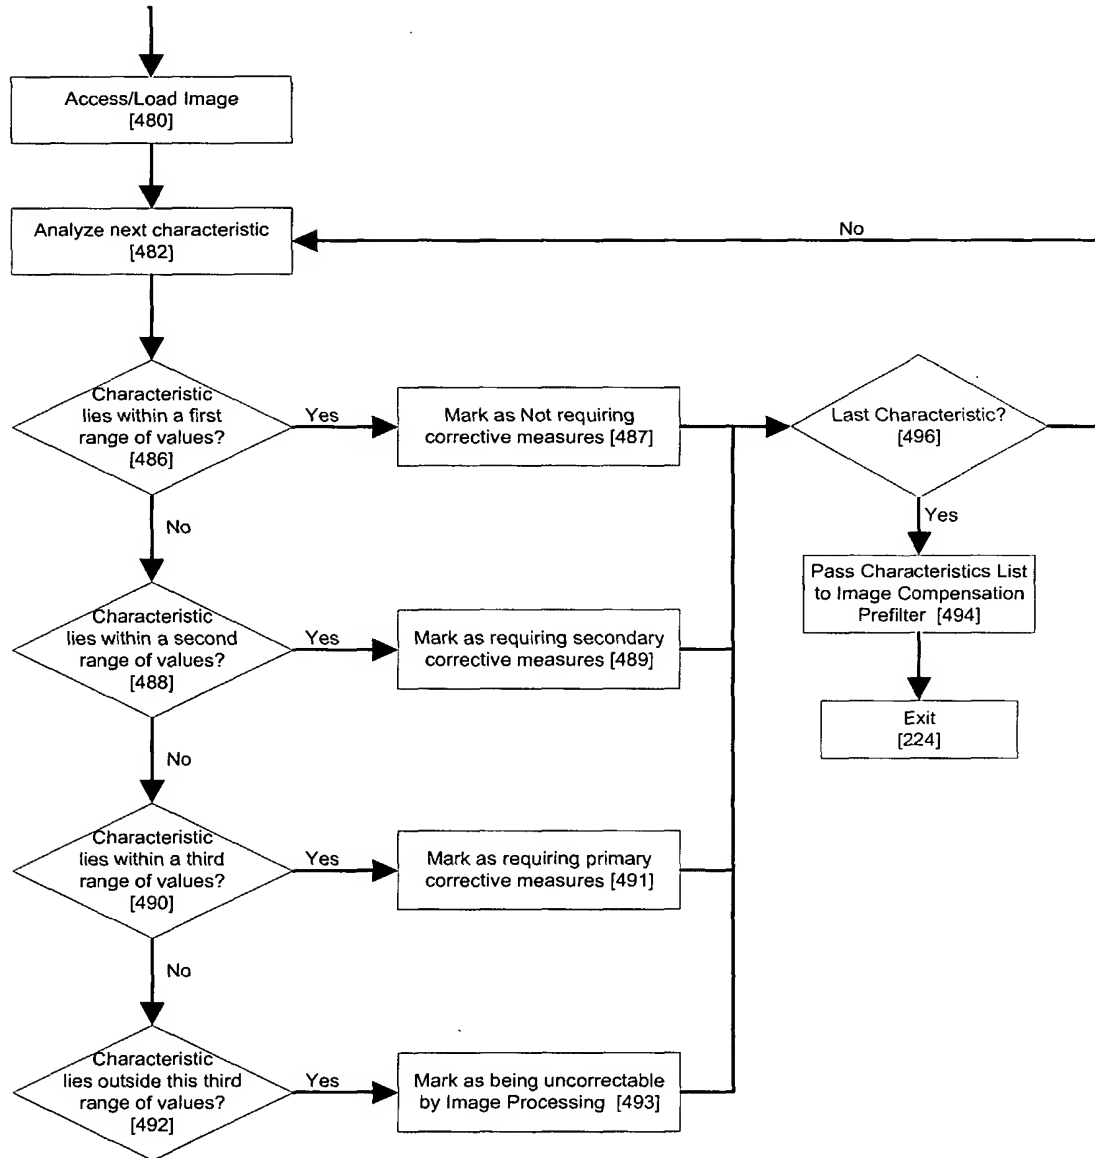 Access/Load Image
[480]
Analyze next characteristic
[482]
No
Characteristic
lies within a first
range of values?
[486]
Yes
Mark as Not requiring
corrective measures [487]
Last Characteristic?
[496]
No
Yes
Pass Characteristics List
to Image Compensation
Prefilter [494]
Exit
[224]
Characteristic
lies within a second
range of values?
[488]
Yes
Mark as requiring secondary
corrective measures [489]
No
Characteristic
lies within a third
range of values?
[490]
Yes
Mark as requiring primary
corrective measures [491]
No
Characteristic
lies outside this third
range of values?
[492]
Yes
Mark as being uncorrectable
by Image Processing [493]